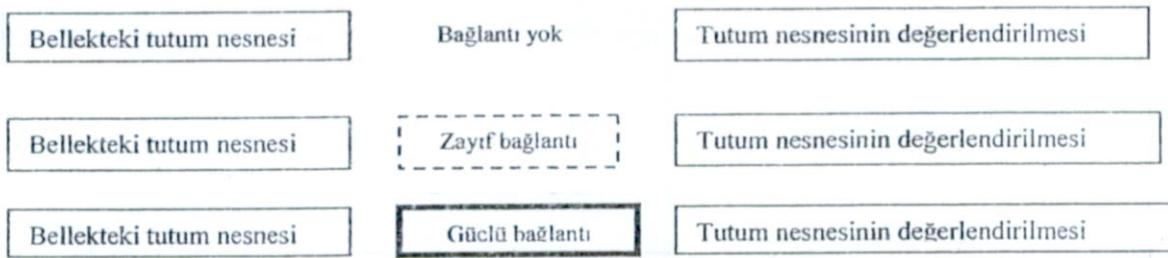 Bellekteki tutum nesnesi Bağlantı yok Tutum nesnesinin değerlendirilmesi
Bellekteki tutum nesnesi Zayıf bağlantı Tutum nesnesinin değerlendirilmesi
Bellekteki tutum nesnesi Güçlü bağlantı Tutum nesnesinin değerlendirilmesi